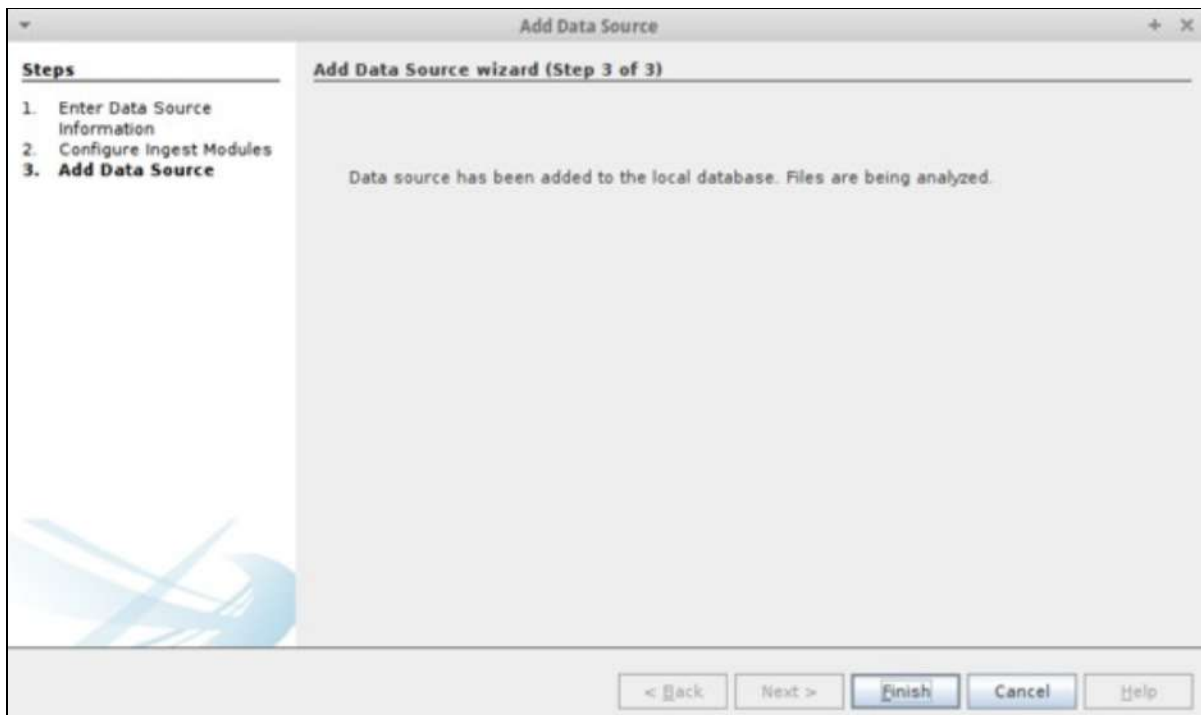 Add Data Source
Steps
1. Enter Data Source
Information
2. Configure Ingest Modules
3. Add Data Source
Add Data Source wizard (Step 3 of 3)
Data source has been added to the local database. Files are being analyzed.
< Back Next > Finish Cancel Help